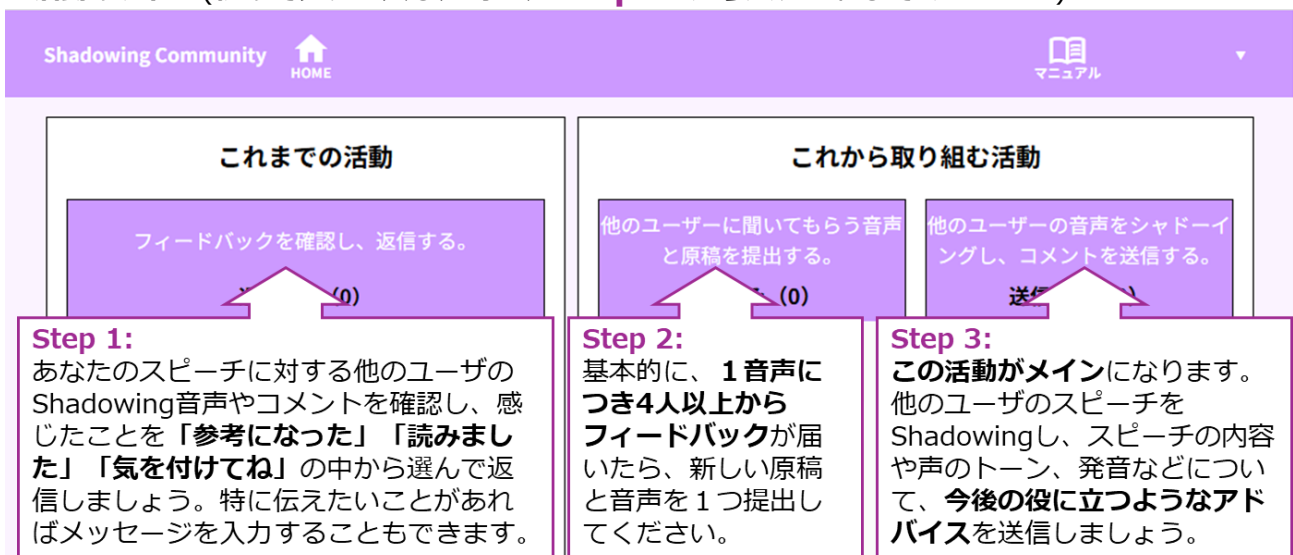 Shadowing Community
HOME
マニュアル
これまでの活動
フィードバックを確認し、返信する。
(0)
これから取り組む活動
他のユーザーに聞いてもらう音声
と原稿を提出する。
(0)
他のユーザーの音声をシャドーイ
ングし、コメントを送信する。
Step 1:
あなたのスピーチに対する他のユーザの
Shadowing音声やコメントを確認し、感
じたことを「参考になった」「読みまし
た」「気を付けてね」の中から選んで返
信しましょう。特に伝えたいことがあれ
ばメッセージを入力することもできます。
Step 2:
基本的に、１音声に
つき4人以上から
フィードバックが届
いたら、新しい原稿
と音声を１つ提出し
てください。
Step 3:
この活動がメインになります。
他のユーザのスピーチを
Shadowingし、スピーチの内容
や声のトーン、発音などについ
て、今後の役に立つようなアド
バイスを送信しましょう。